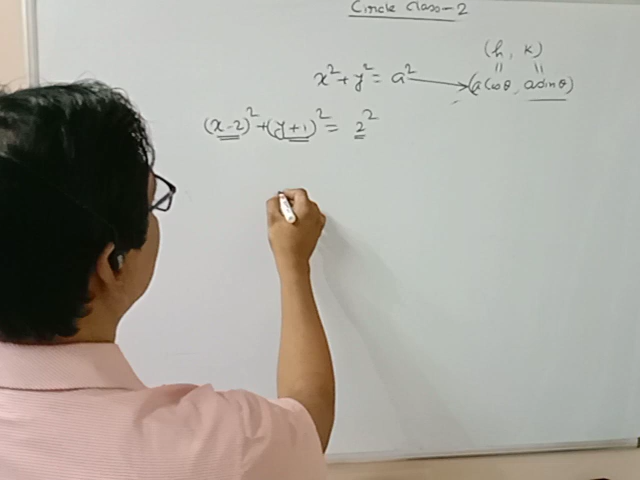 Circle Class-2
(h, k)
" "
x² + y² = a² → (a cosθ, a sinθ)
(x-2)² + (y+1)² = 2²